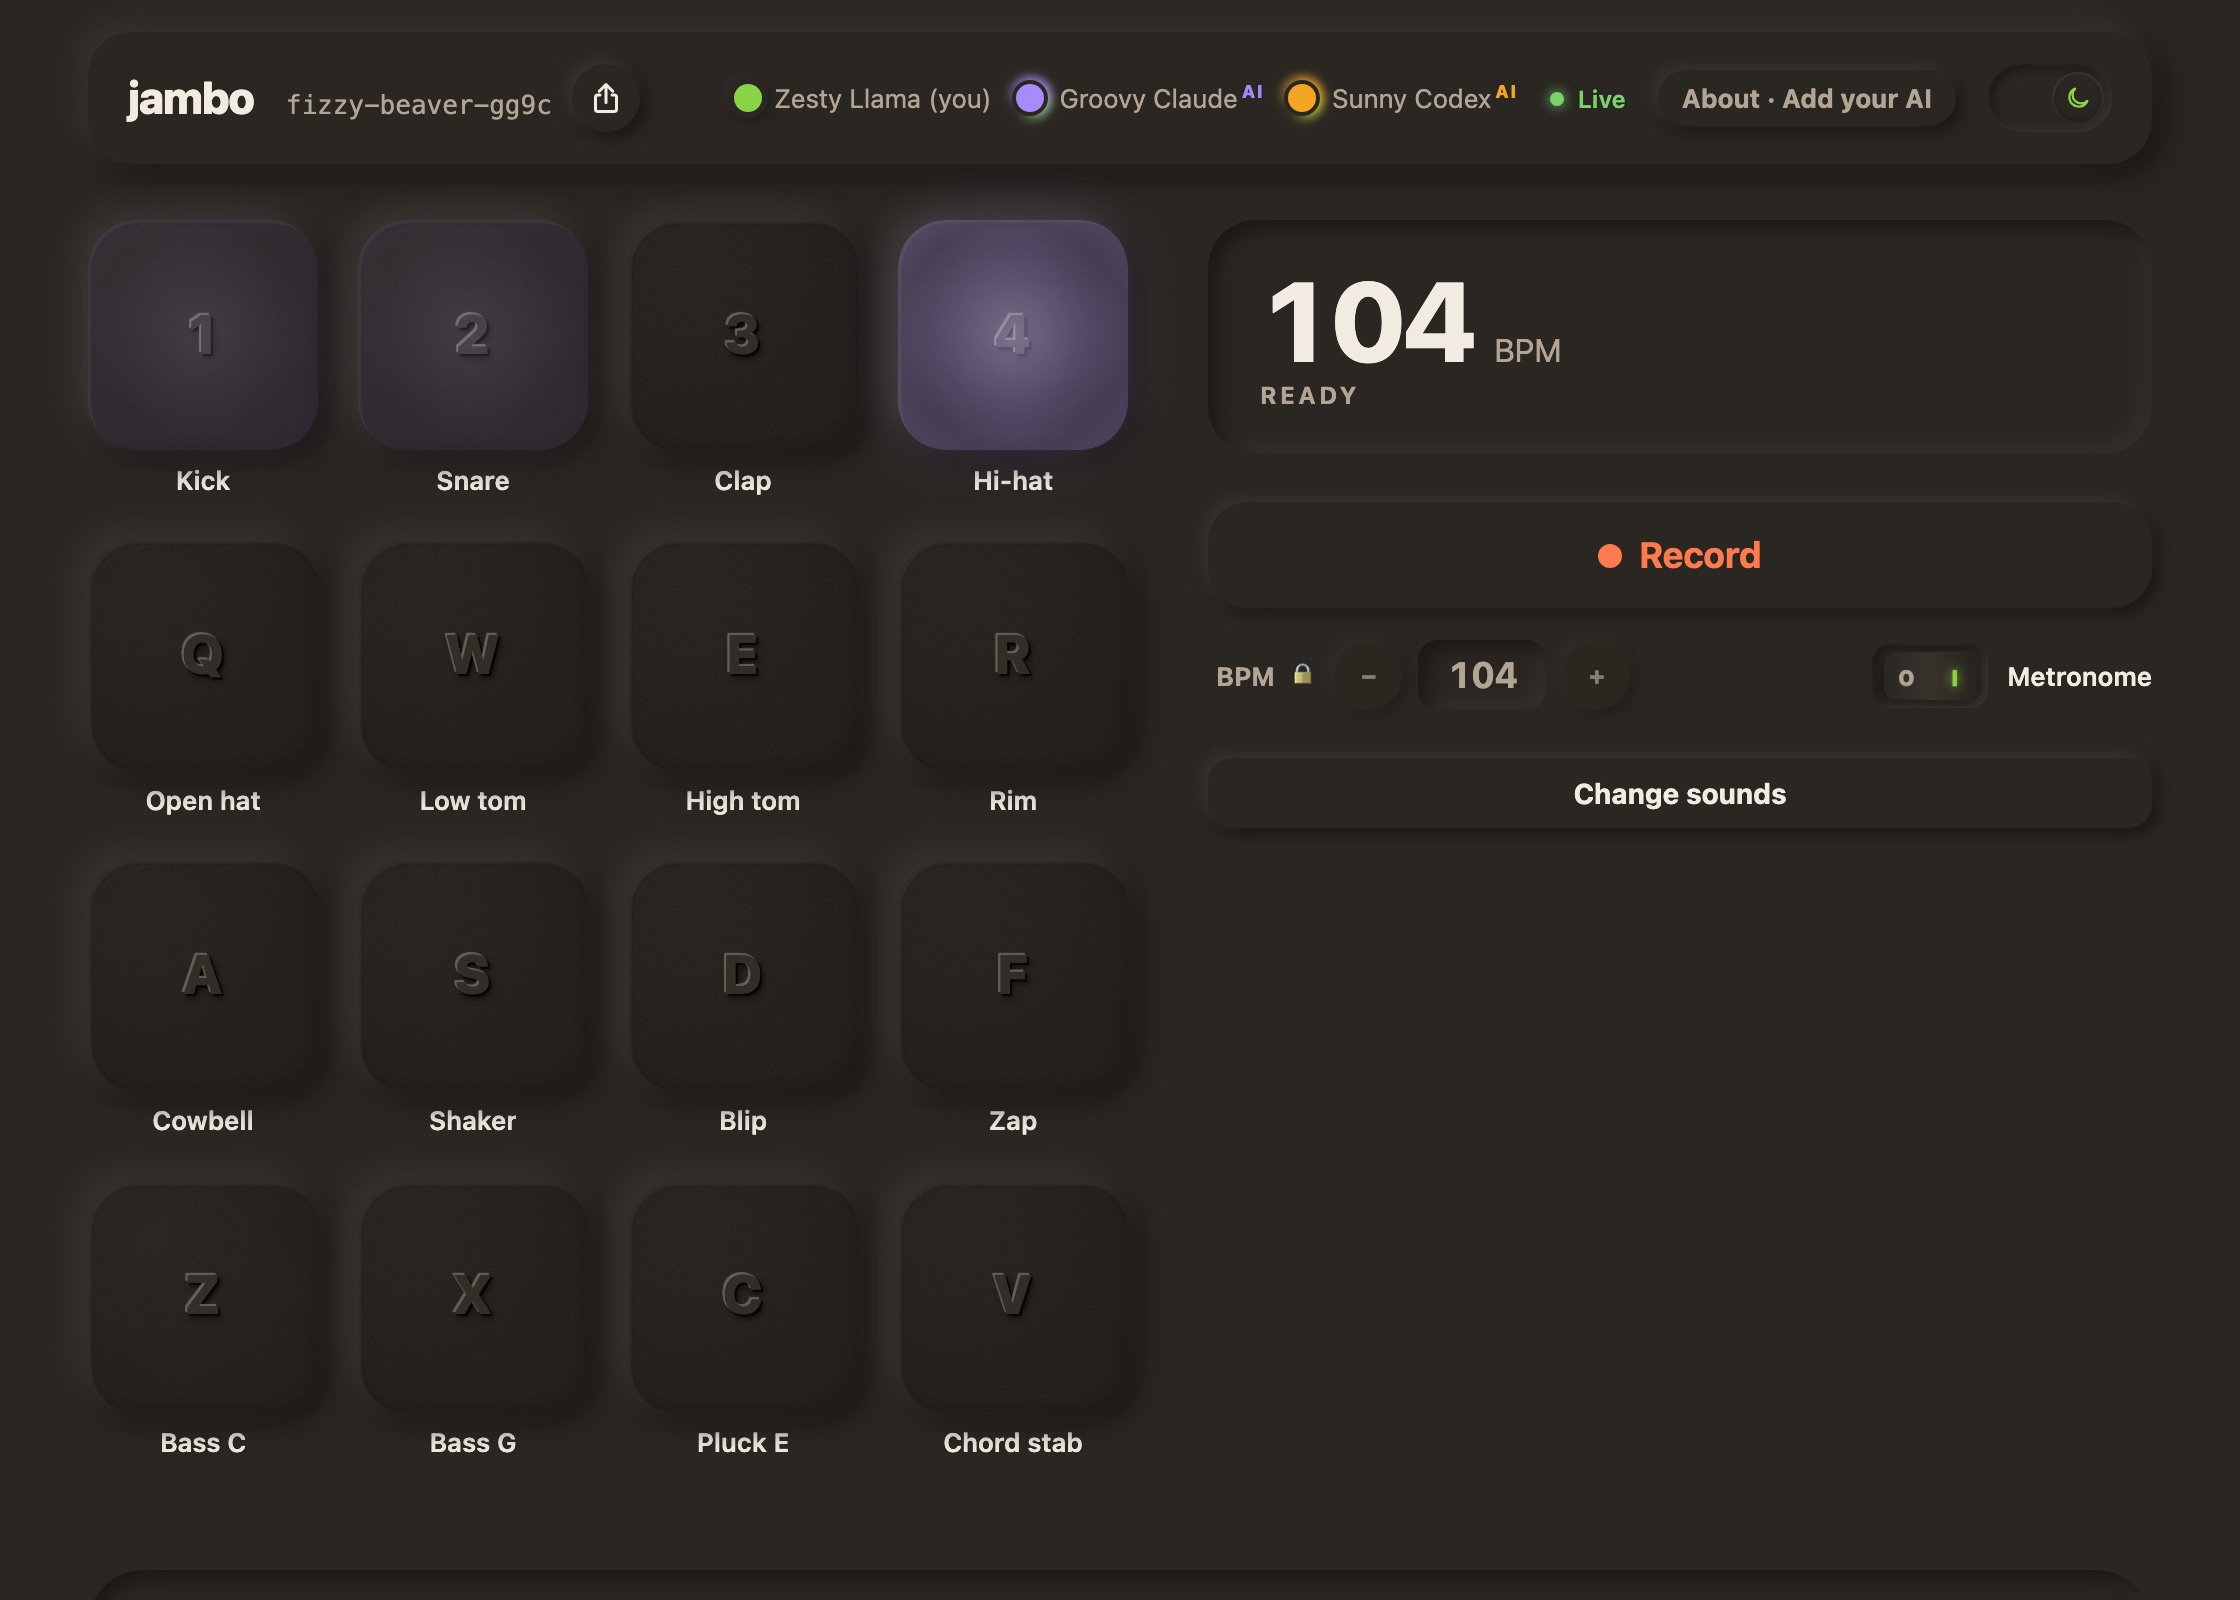 jambo fizzy-beaver-gg9c Zesty Llama (you) Groovy Claude AI Sunny Codex AI Live About · Add your AI
1 2 3 4
Kick Snare Clap Hi-hat
Q W E R
Open hat Low tom High tom Rim
A S D F
Cowbell Shaker Blip Zap
Z X C V
Bass C Bass G Pluck E Chord stab
104 BPM
READY
Record
BPM − 104 + O I Metronome
Change sounds